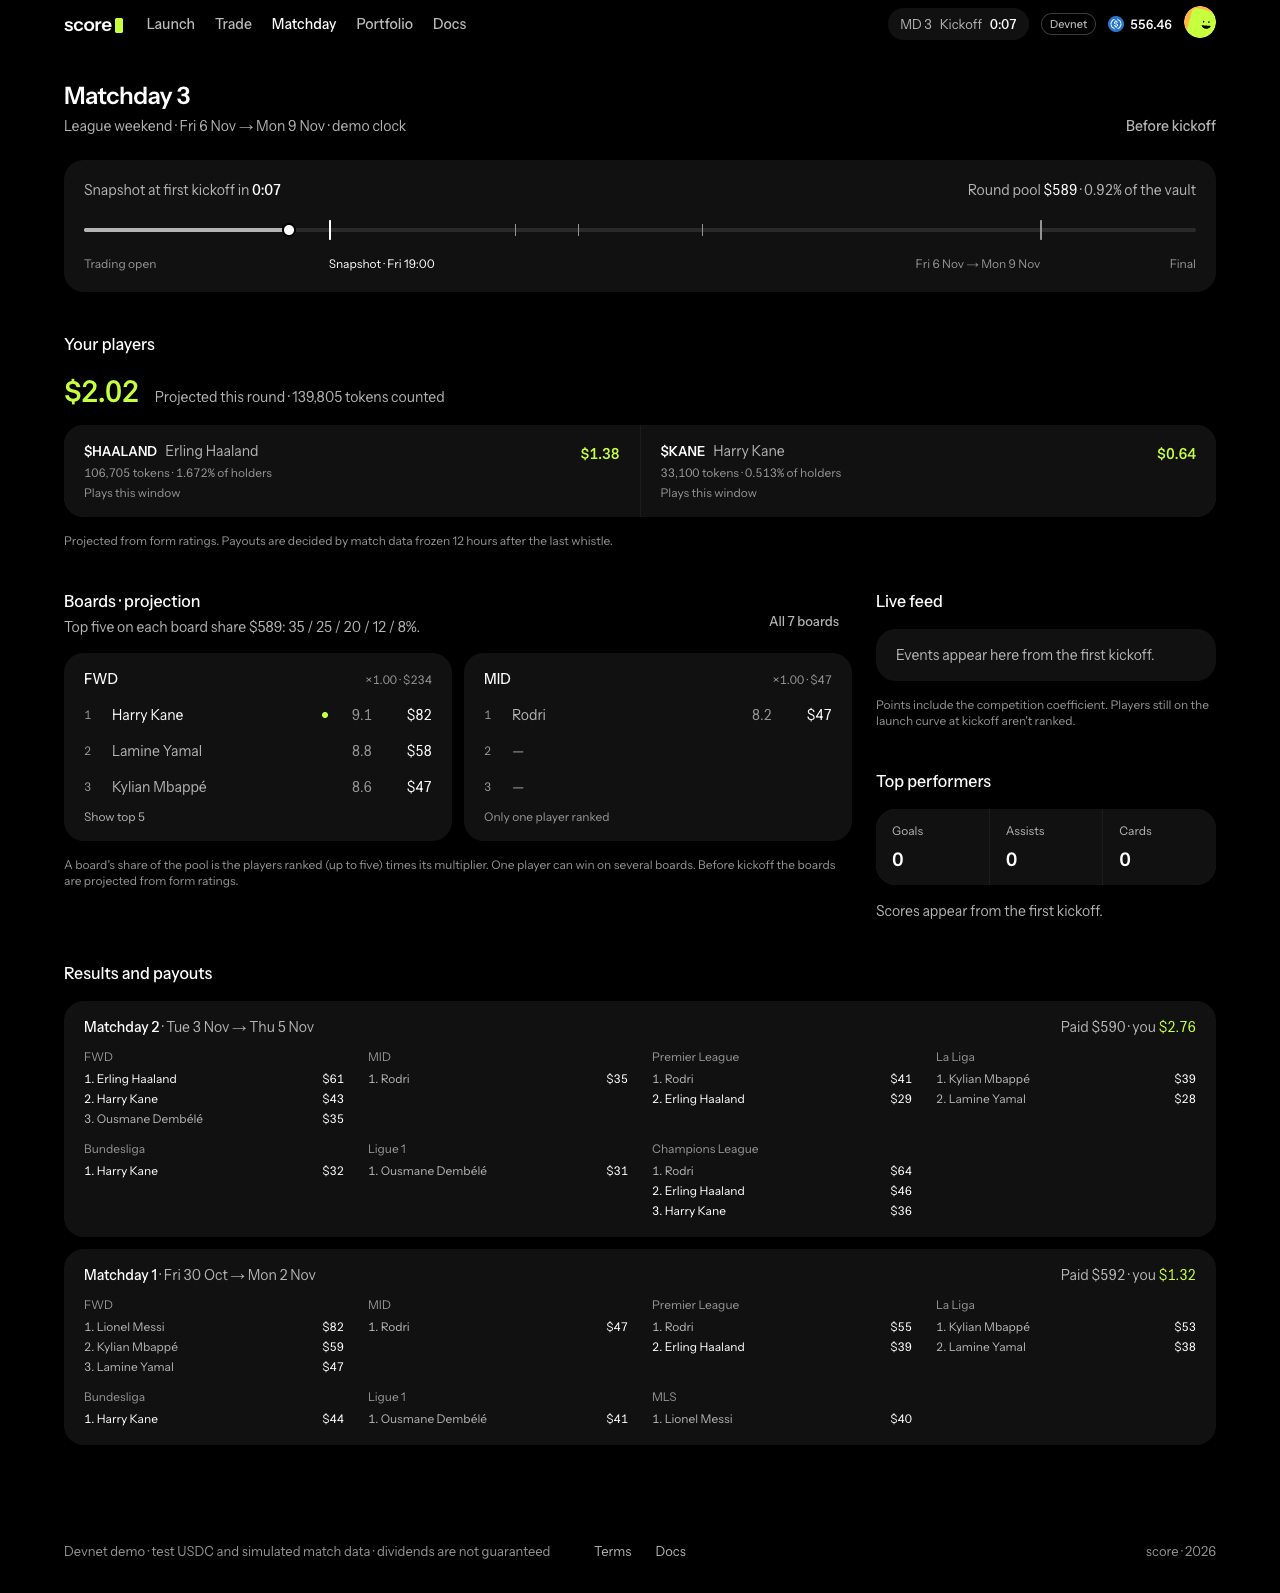 score Launch Trade Matchday Portfolio Docs MD 3 Kickoff 0:07 Devnet 556.46
Matchday 3
League weekend · Fri 6 Nov → Mon 9 Nov · demo clock Before kickoff
Snapshot at first kickoff in 0:07 Round pool $589 · 0.92% of the vault
Trading open Snapshot · Fri 19:00 Fri 6 Nov → Mon 9 Nov Final
Your players
$2.02 Projected this round · 139,805 tokens counted
$HAALAND Erling Haaland $1.38
106,705 tokens · 1.672% of holders
Plays this window
$KANE Harry Kane $0.64
33,100 tokens · 0.513% of holders
Plays this window
Projected from form ratings. Payouts are decided by match data frozen 12 hours after the last whistle.
Boards · projection
Top five on each board share $589: 35 / 25 / 20 / 12 / 8%. All 7 boards
FWD ×1.00 · $234
1 Harry Kane 9.1 $82
2 Lamine Yamal 8.8 $58
3 Kylian Mbappé 8.6 $47
Show top 5
MID ×1.00 · $47
1 Rodri 8.2 $47
2 —
3 —
Only one player ranked
A board's share of the pool is the players ranked (up to five) times its multiplier. One player can win on several boards. Before kickoff the boards
are projected from form ratings.
Live feed
Events appear here from the first kickoff.
Points include the competition coefficient. Players still on the
launch curve at kickoff aren't ranked.
Top performers
Goals Assists Cards
0 0 0
Scores appear from the first kickoff.
Results and payouts
Matchday 2 · Tue 3 Nov → Thu 5 Nov Paid $590 · you $2.76
FWD MID Premier League La Liga
1. Erling Haaland $61 1. Rodri $35 1. Rodri $41 1. Kylian Mbappé $39
2. Harry Kane $43 2. Erling Haaland $29 2. Lamine Yamal $28
3. Ousmane Dembélé $35
Bundesliga Ligue 1 Champions League
1. Harry Kane $32 1. Ousmane Dembélé $31 1. Rodri $64
2. Erling Haaland $46
3. Harry Kane $36
Matchday 1 · Fri 30 Oct → Mon 2 Nov Paid $592 · you $1.32
FWD MID Premier League La Liga
1. Lionel Messi $82 1. Rodri $47 1. Rodri $55 1. Kylian Mbappé $53
2. Kylian Mbappé $59 2. Erling Haaland $39 2. Lamine Yamal $38
3. Lamine Yamal $47
Bundesliga Ligue 1 MLS
1. Harry Kane $44 1. Ousmane Dembélé $41 1. Lionel Messi $40
Devnet demo · test USDC and simulated match data · dividends are not guaranteed Terms Docs score · 2026